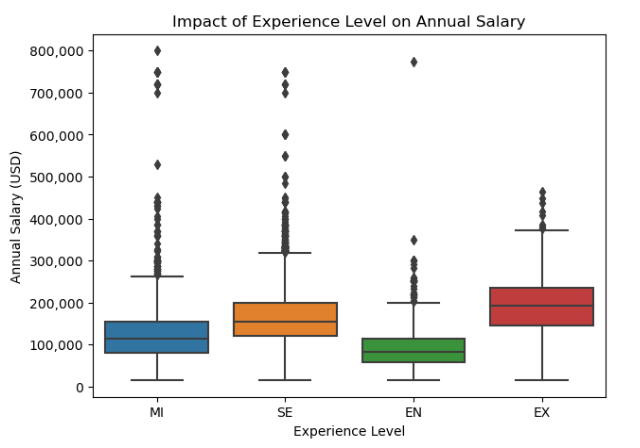 Impact of Experience Level on Annual Salary
Annual Salary (USD)
800,000
700,000
600,000
500,000
400,000
300,000
200,000
100,000
0
MI SE EN EX
Experience Level